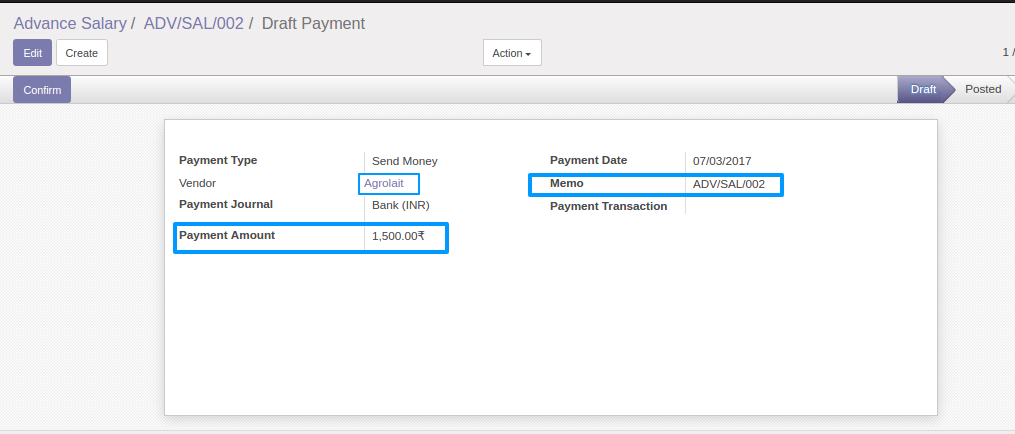 Advance Salary / ADV/SAL/002 / Draft Payment
Edit Create Action 1 /
Confirm Draft Posted
Payment Type Send Money Payment Date 07/03/2017
Vendor Agrolait Memo ADV/SAL/002
Payment Journal Bank (INR) Payment Transaction
Payment Amount 1,500.00₹